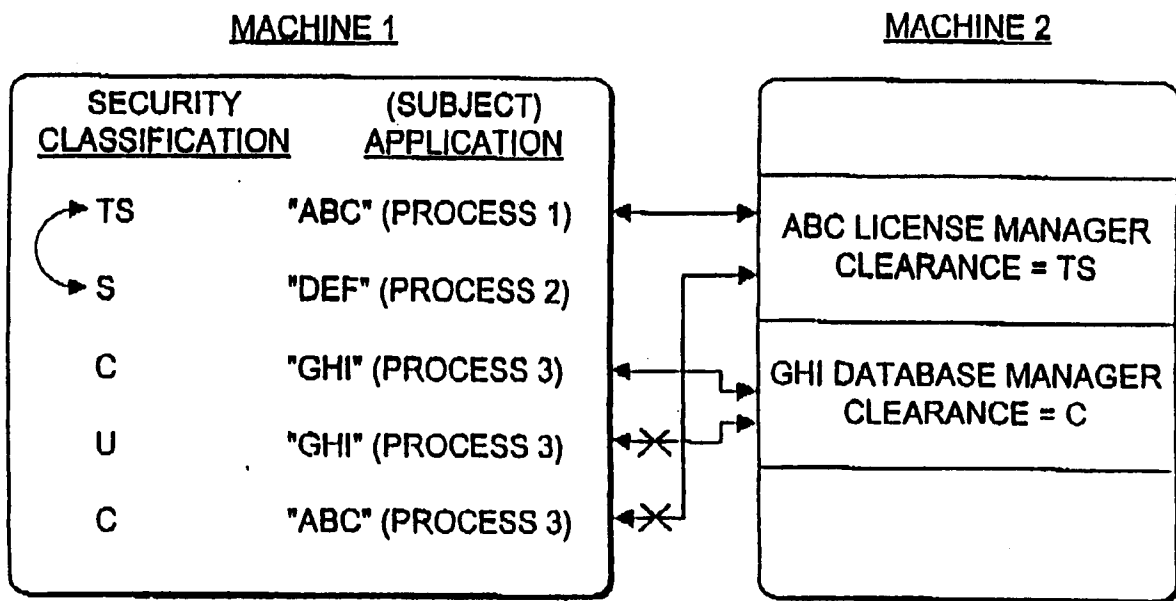 MACHINE 1
MACHINE 2
SECURITY CLASSIFICATION
(SUBJECT) APPLICATION
TS "ABC" (PROCESS 1)
S "DEF" (PROCESS 2)
C "GHI" (PROCESS 3)
U "GHI" (PROCESS 3)
C "ABC" (PROCESS 3)
ABC LICENSE MANAGER
CLEARANCE = TS
GHI DATABASE MANAGER
CLEARANCE = C